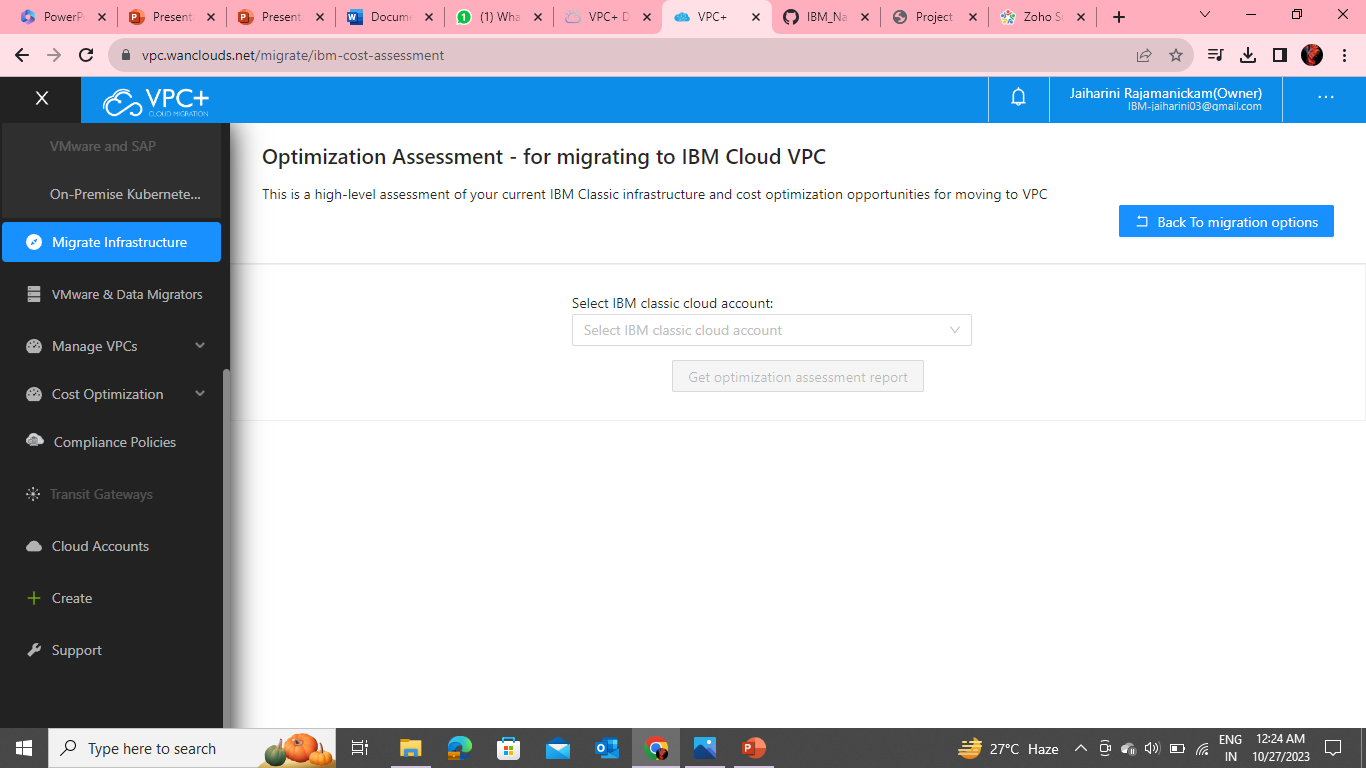 PowerPo
Present
Present
Docume
(1) Wha
VPC+ D
VPC+
IBM_Na
Project
Zoho S
vpc.wanclouds.net/migrate/ibm-cost-assessment
VPC+
CLOUD MIGRATION
Jaiharini Rajamanickam(Owner)
IBM-jaiharini03@gmail.com
VMware and SAP
On-Premise Kubernete...
Migrate Infrastructure
VMware & Data Migrators
Manage VPCs
Cost Optimization
Compliance Policies
Transit Gateways
Cloud Accounts
Create
Support
Optimization Assessment - for migrating to IBM Cloud VPC
This is a high-level assessment of your current IBM Classic infrastructure and cost optimization opportunities for moving to VPC
Back To migration options
Select IBM classic cloud account:
Select IBM classic cloud account
Get optimization assessment report
Type here to search
27°C Haze
ENG
IN
12:24 AM
10/27/2023